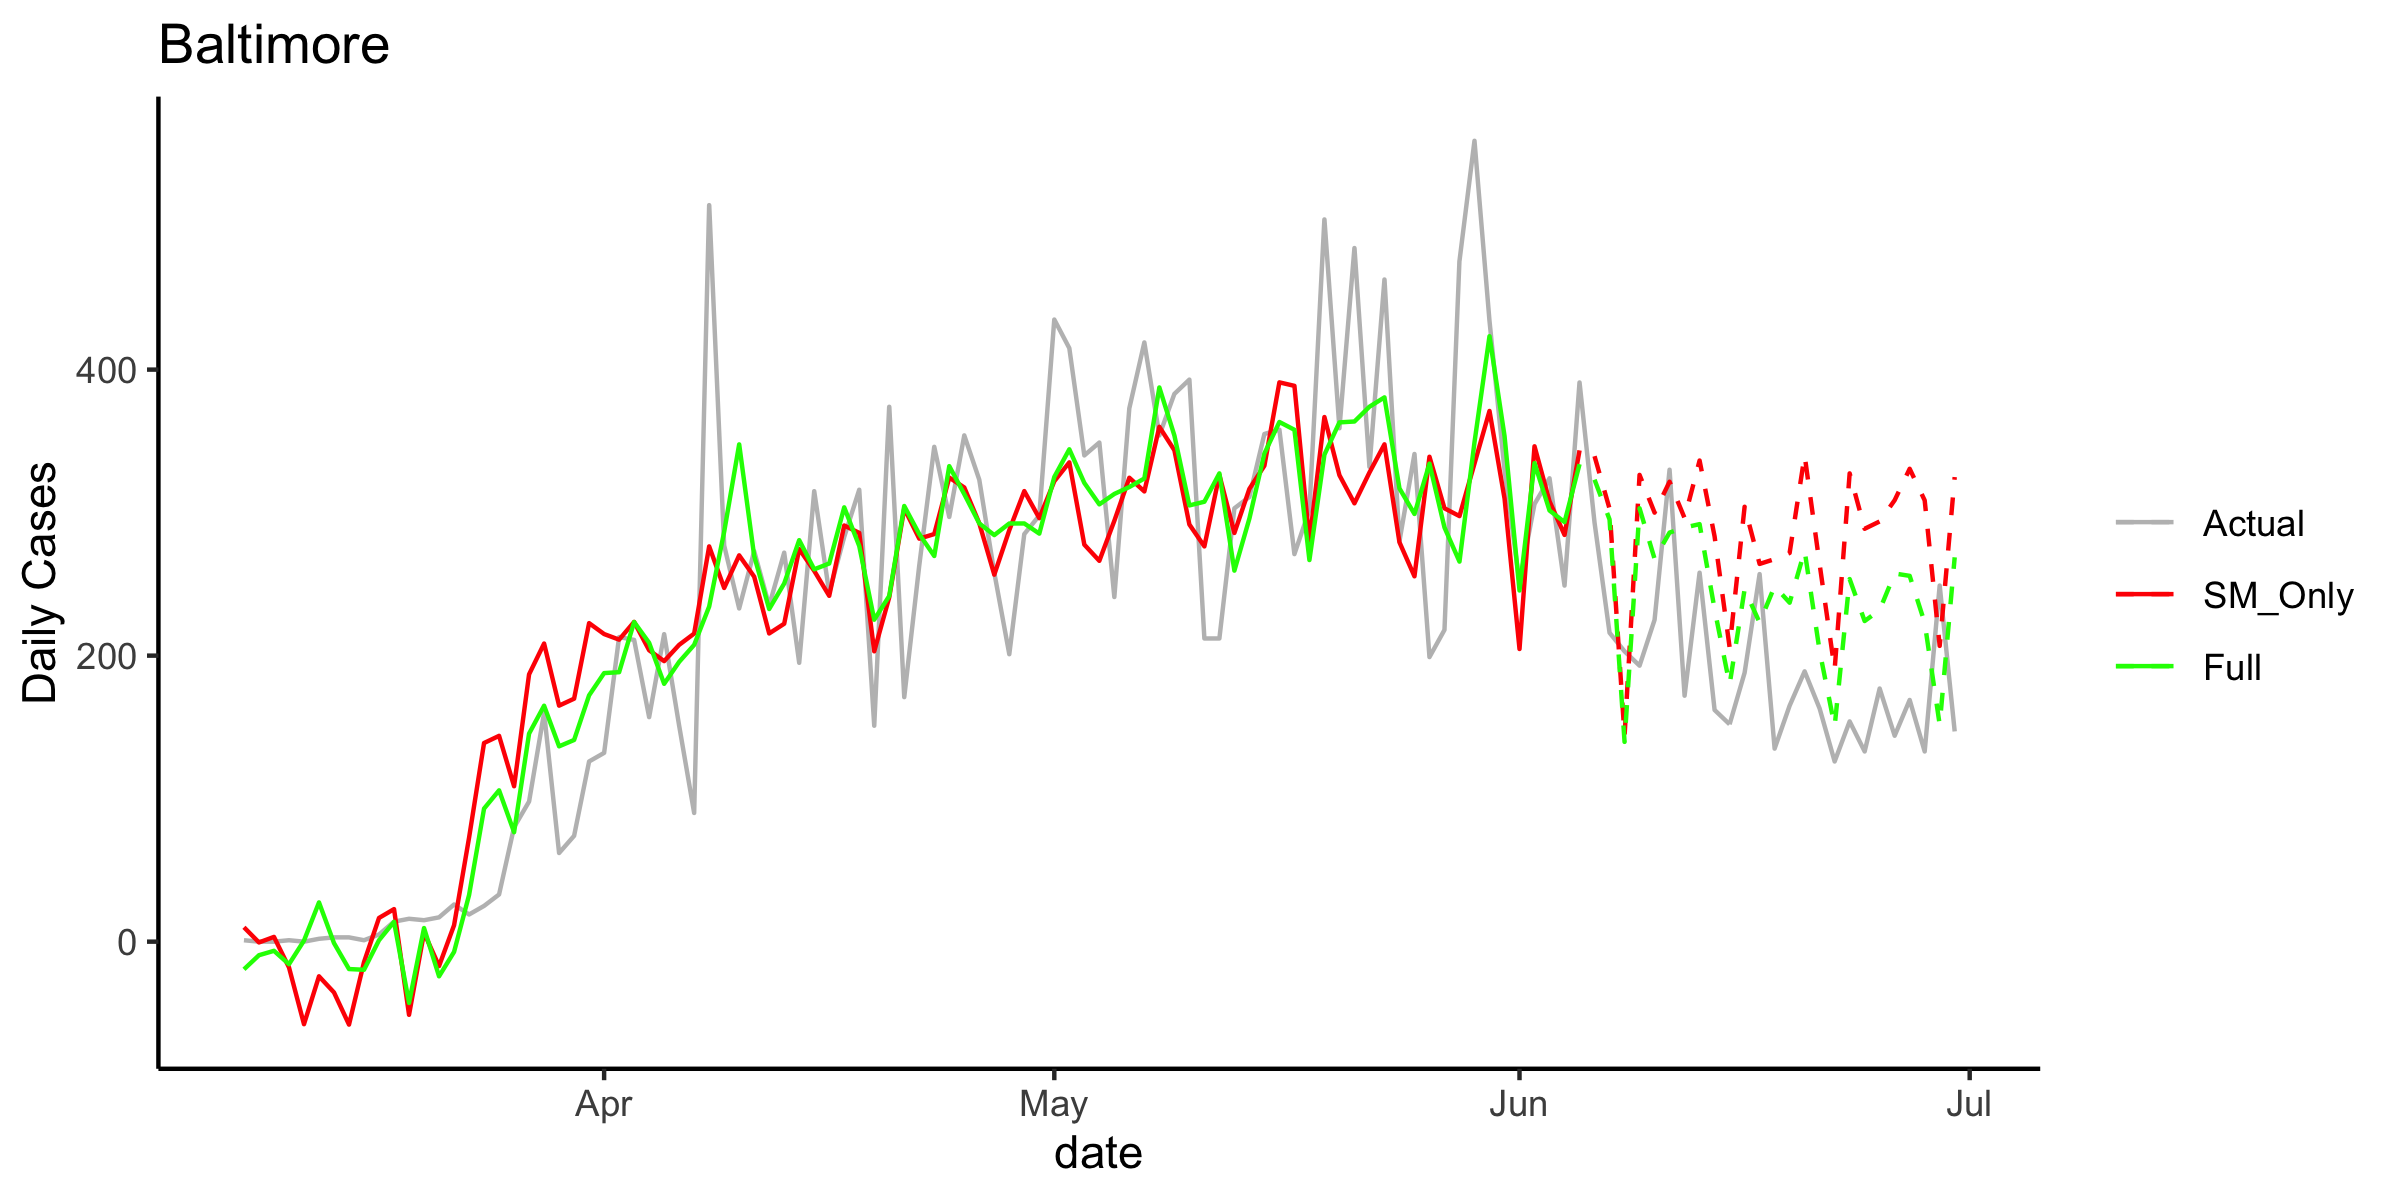 Baltimore
Daily Cases
400
200
0
Apr
May
Jun
Jul
date
Actual
SM_Only
Full